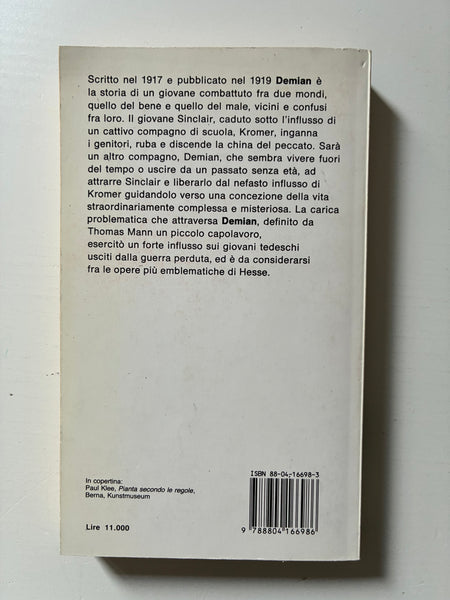 Scritto nel 1917 e pubblicato nel 1919 Demian è
la storia di un giovane combattuto fra due mondi,
quello del bene e quello del male, vicini e confusi
fra loro. Il giovane Sinclair, caduto sotto l'influsso di
un cattivo compagno di scuola, Kromer, inganna
i genitori, ruba e discende la china del peccato. Sarà
un altro compagno, Demian, che sembra vivere fuori
del tempo o uscire da un passato senza età, ad
attrarre Sinclair e liberarlo dal nefasto influsso di
Kromer guidandolo verso una concezione della vita
straordinariamente complessa e misteriosa. La carica
problematica che attraversa Demian, definito da
Thomas Mann un piccolo capolavoro,
esercitò un forte influsso sui giovani tedeschi
usciti dalla guerra perduta, ed è da considerarsi
fra le opere più emblematiche di Hesse.
In copertina:
Paul Klee, Pianta secondo le regole,
Berna, Kunstmuseum
Lire 11.000
ISBN 88-04-16698-3
9 788804 166986